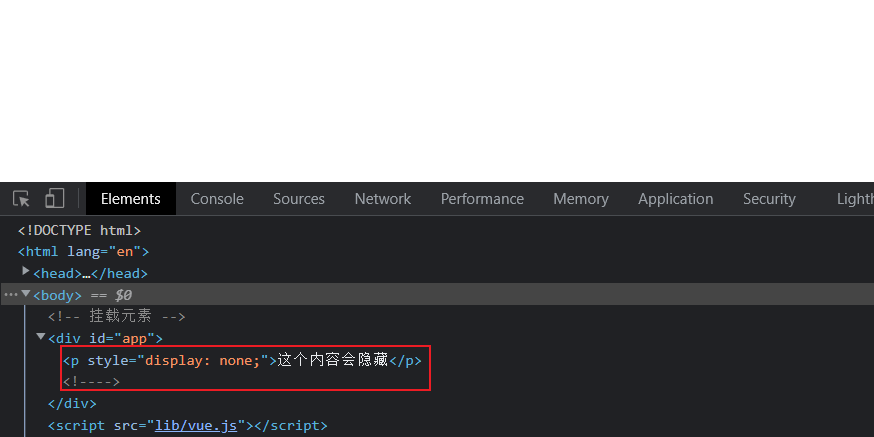 Elements Console Sources Network Performance Memory Application Security Lighth
<!DOCTYPE html>
<html lang="en">
<head>…</head>
<body> == $0
<!-- 挂载元素 -->
<div id="app">
<p style="display: none;">这个内容会隐藏</p>
<!---->
</div>
<script src="lib/vue.js"></script>